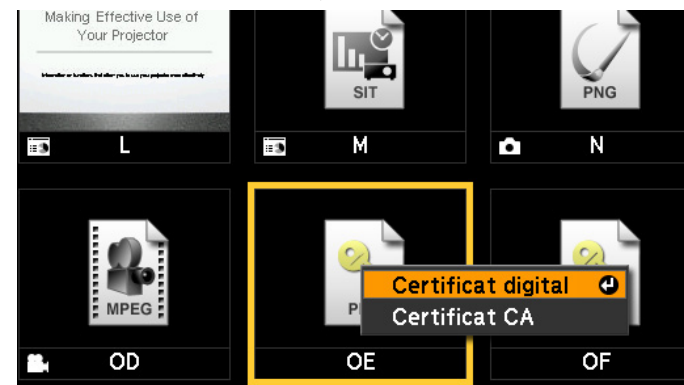 Making Effective Use of
Your Projector
SIT
PNG
L
M
N
MPEG
Certificat digital
Certificat CA
OD
OE
OF